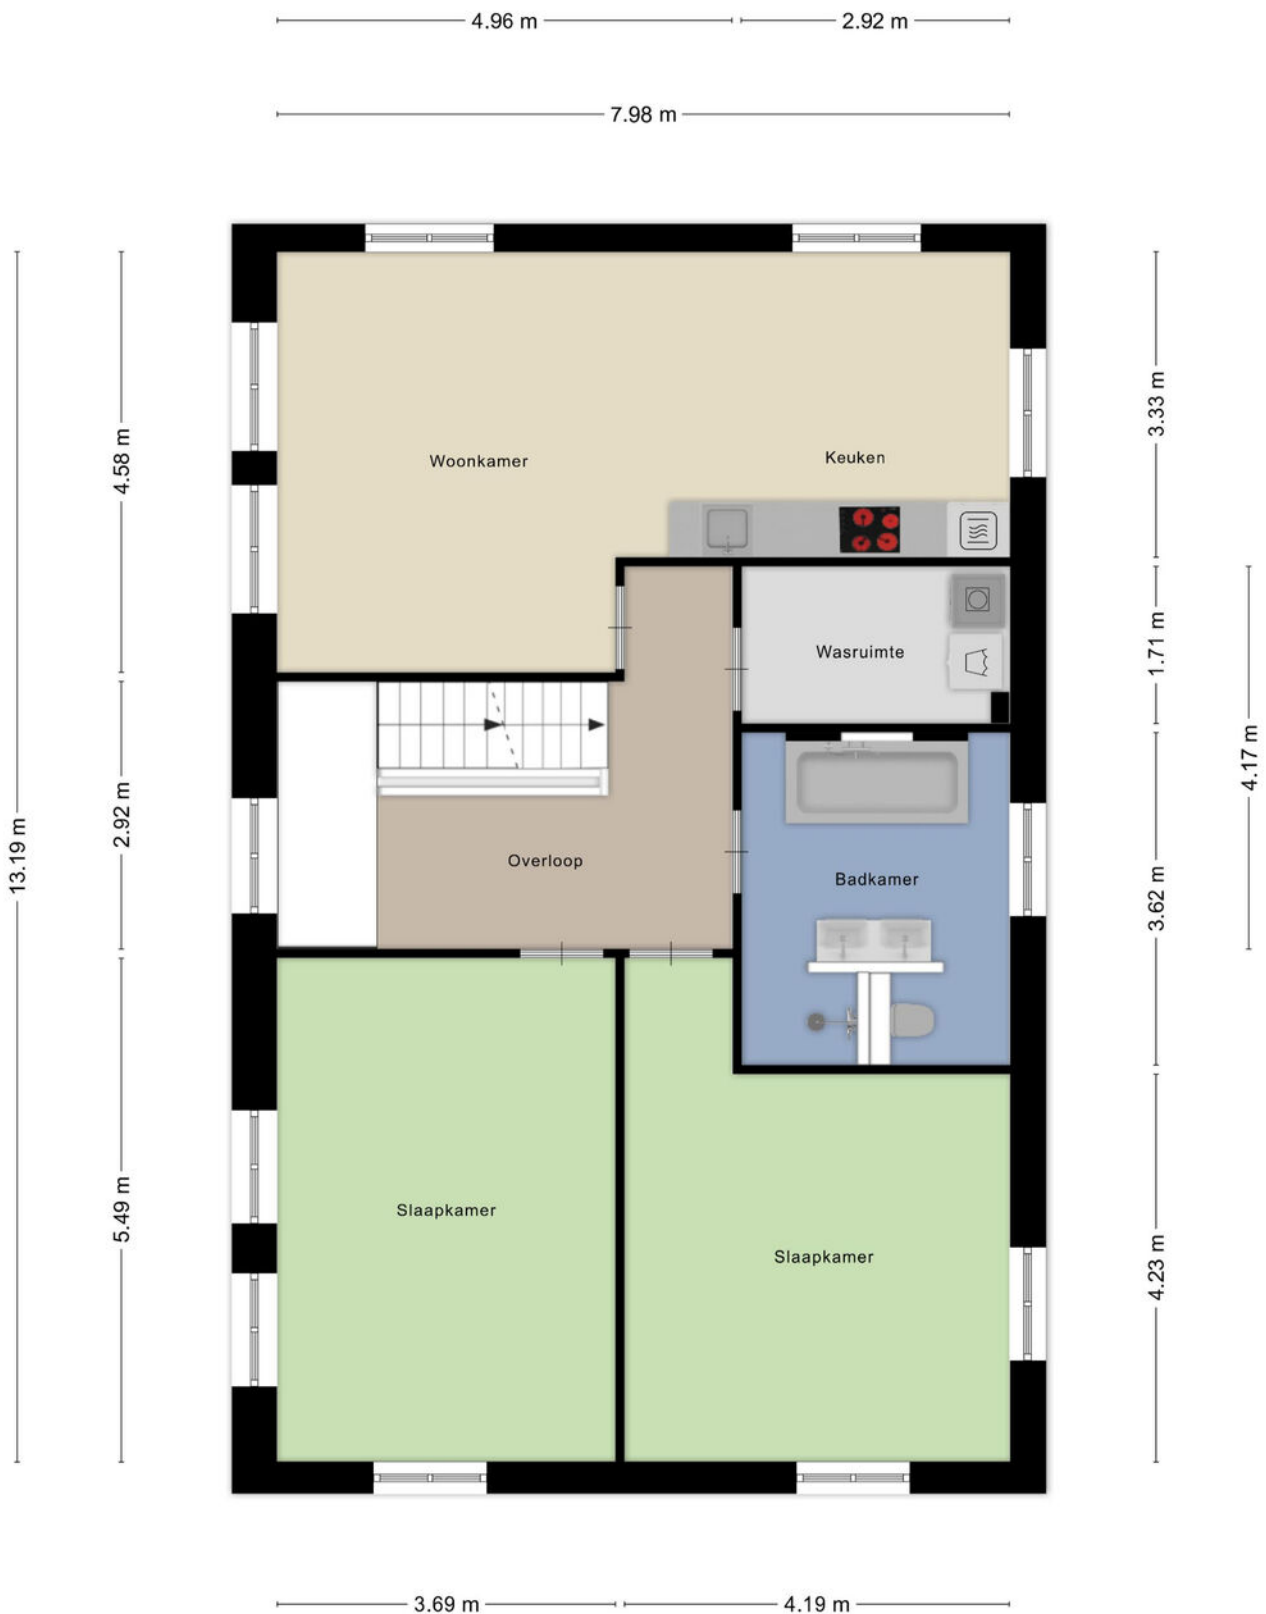 4.96 m
2.92 m
7.98 m
3.33 m
4.58 m
Woonkamer
Keuken
1.71 m
Wasruimte
4.17 m
2.92 m
13.19 m
Overloop
Badkamer
3.62 m
5.49 m
Slaapkamer
Slaapkamer
4.23 m
3.69 m
4.19 m